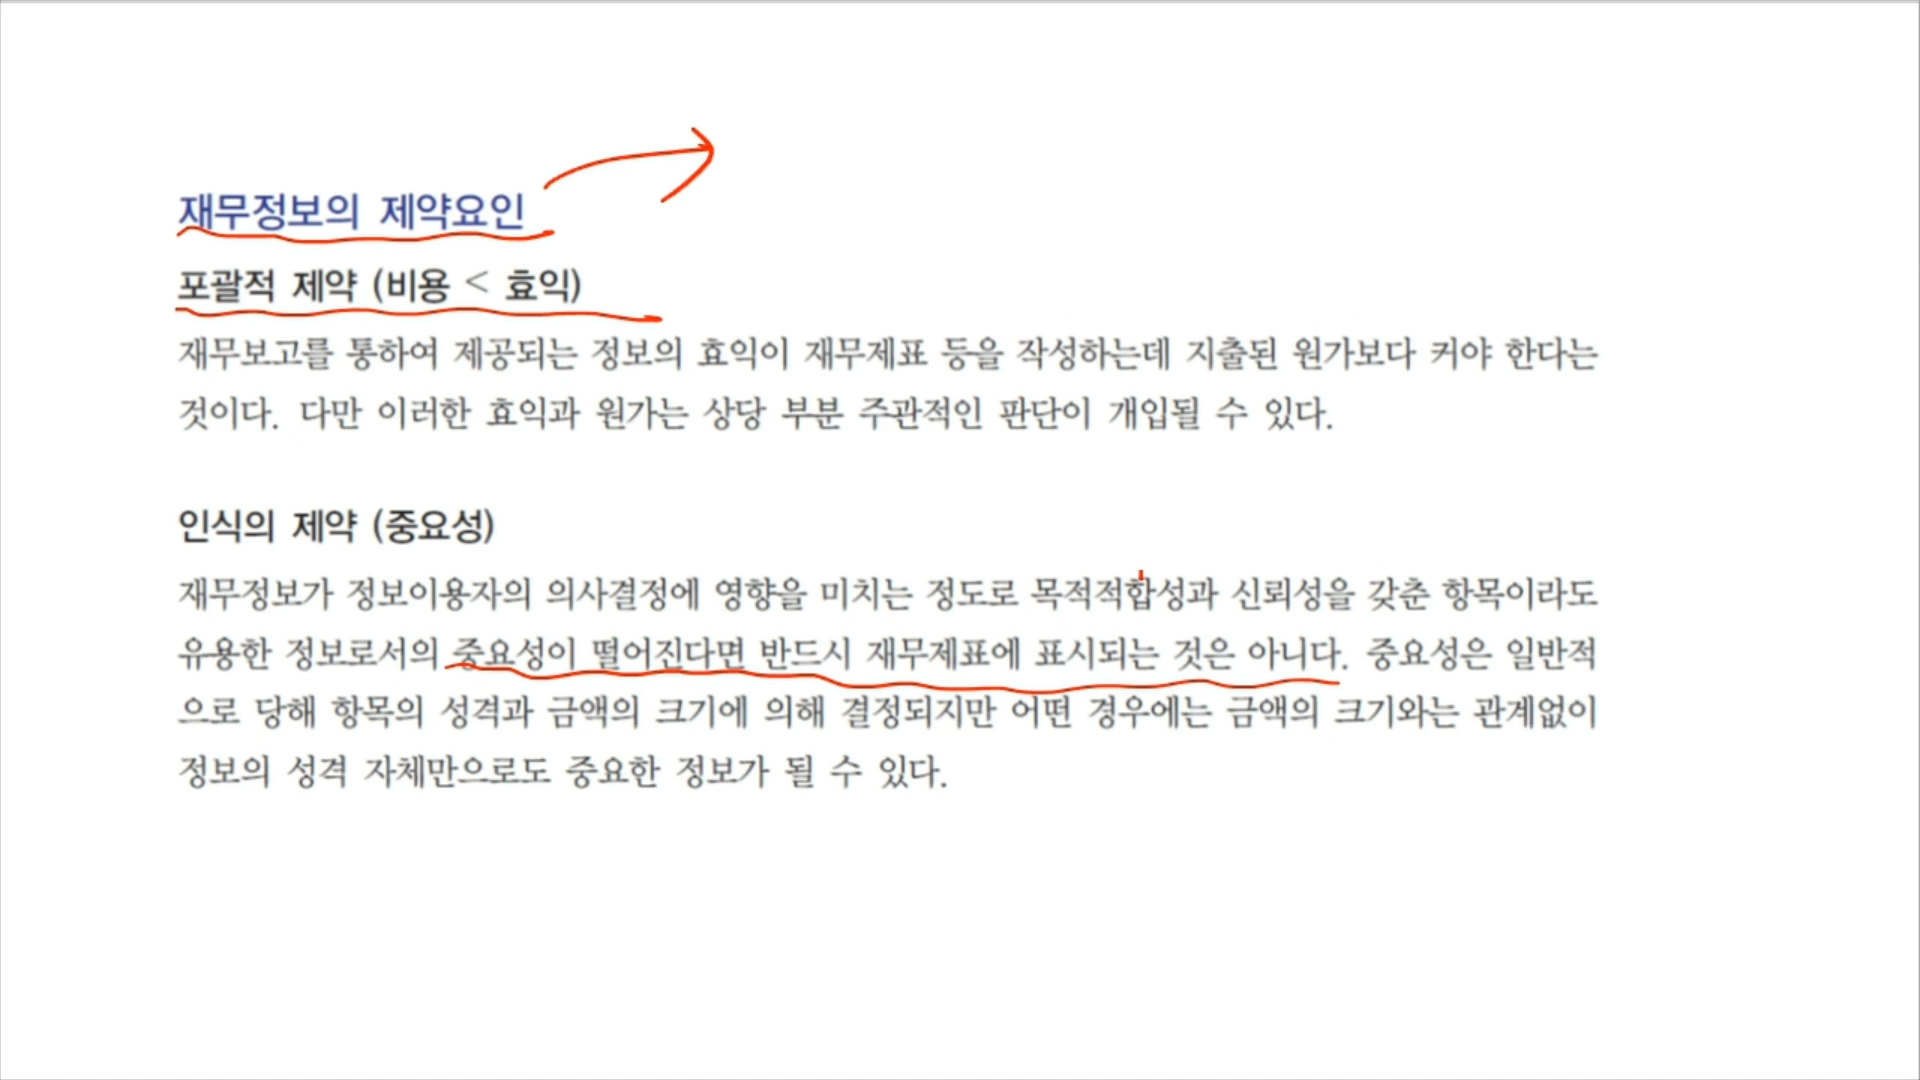 재무정보의 제약요인
포괄적 제약 (비용 < 효익)
재무보고를 통하여 제공되는 정보의 효익이 재무제표 등을 작성하는데 지출된 원가보다 커야 한다는
것이다. 다만 이러한 효익과 원가는 상당 부분 주관적인 판단이 개입될 수 있다.
인식의 제약 (중요성)
재무정보가 정보이용자의 의사결정에 영향을 미치는 정도로 목적적합성과 신뢰성을 갖춘 항목이라도
유용한 정보로서의 중요성이 떨어진다면 반드시 재무제표에 표시되는 것은 아니다. 중요성은 일반적
으로 당해 항목의 성격과 금액의 크기에 의해 결정되지만 어떤 경우에는 금액의 크기와는 관계없이
정보의 성격 자체만으로도 중요한 정보가 될 수 있다.